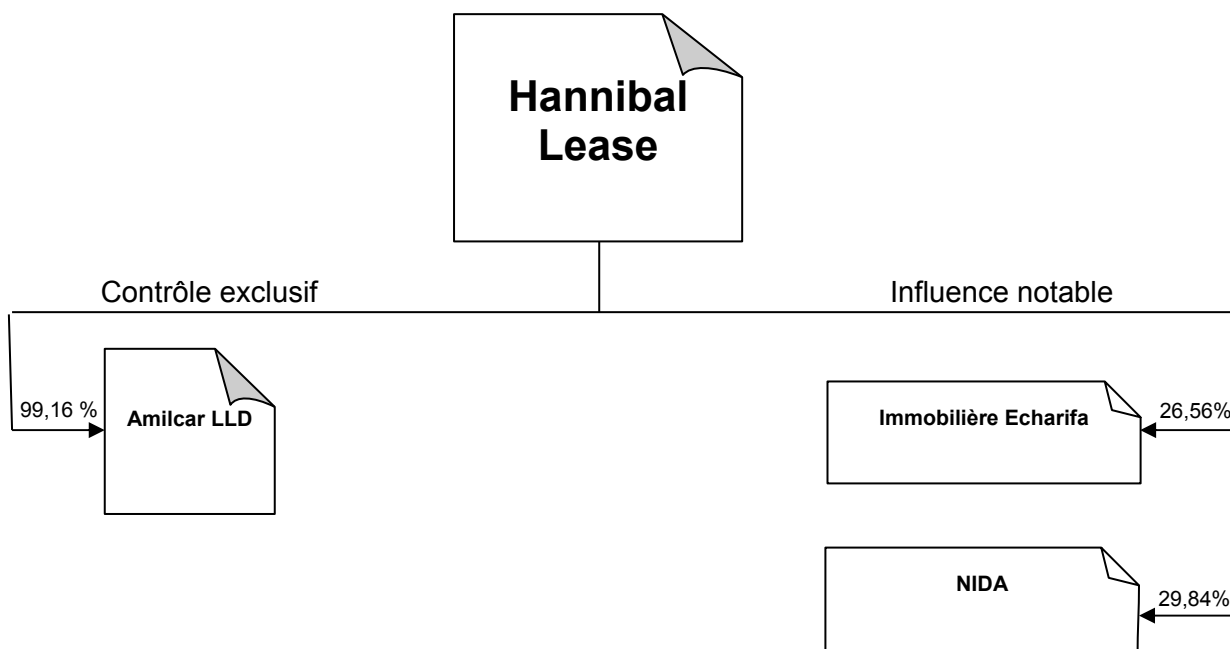 Hannibal
Lease
Contrôle exclusif
Influence notable
99,16 %
Amilcar LLD
Immobilière Echarifa
26,56%
NIDA
29,84%